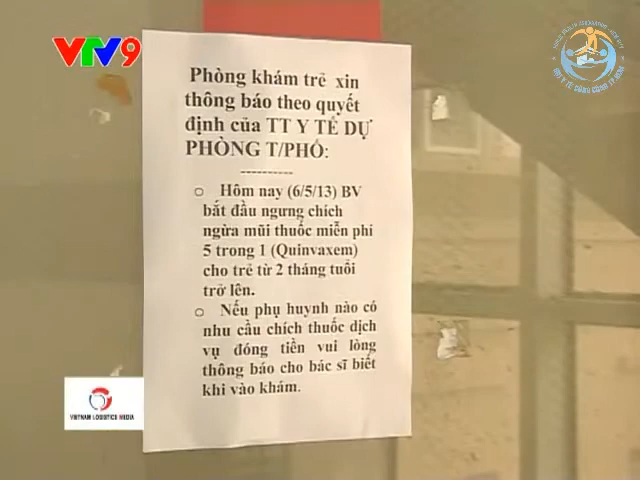 VTV9
Phòng khám trẻ xin
thông báo theo quyết
định của TT Y TẾ DỰ
PHÒNG T/PHỐ:
----------
o Hôm nay (6/5/13) BV
bắt đầu ngưng chích
ngừa mũi thuốc miễn phí
5 trong 1 (Quinvaxem)
cho trẻ từ 2 tháng tuổi
trở lên.
o Nếu phụ huynh nào có
nhu cầu chích thuốc dịch
vụ đóng tiền vui lòng
thông báo cho bác sĩ biết
khi vào khám.
VIETNAM LOGISTICS MEDIA